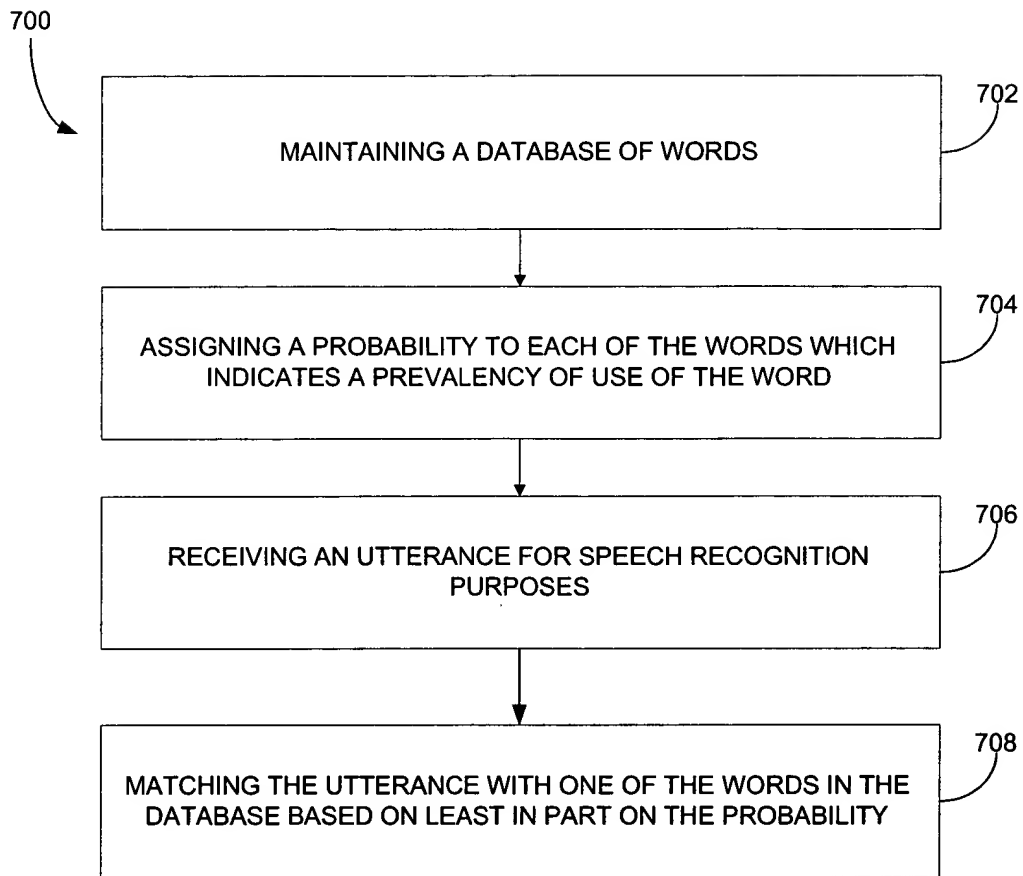 700
702
MAINTAINING A DATABASE OF WORDS
704
ASSIGNING A PROBABILITY TO EACH OF THE WORDS WHICH
INDICATES A PREVALENCY OF USE OF THE WORD
706
RECEIVING AN UTTERANCE FOR SPEECH RECOGNITION
PURPOSES
708
MATCHING THE UTTERANCE WITH ONE OF THE WORDS IN THE
DATABASE BASED ON LEAST IN PART ON THE PROBABILITY